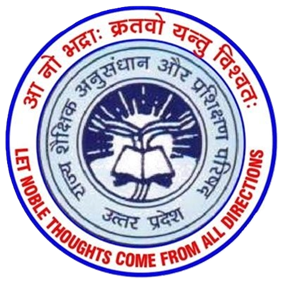 आ नो भद्राः क्रतवो यन्तु विश्वतः
राज्य शैक्षिक अनुसंधान और प्रशिक्षण परिषद
उत्तर प्रदेश
LET NOBLE THOUGHTS COME FROM ALL DIRECTIONS